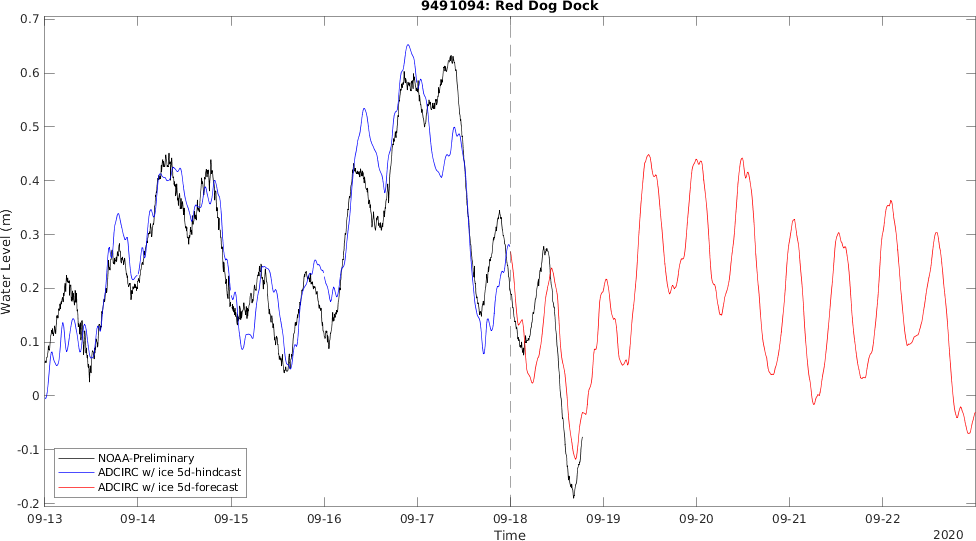 9491094: Red Dog Dock
0.7
0.6
0.5
0.4
0.3
0.2
0.1
0
-0.1
-0.2
Water Level (m)
NOAA-Preliminary
ADCIRC w/ ice 5d-hindcast
ADCIRC w/ ice 5d-forecast
09-13 09-14 09-15 09-16 09-17 09-18 09-19 09-20 09-21 09-22
Time
2020